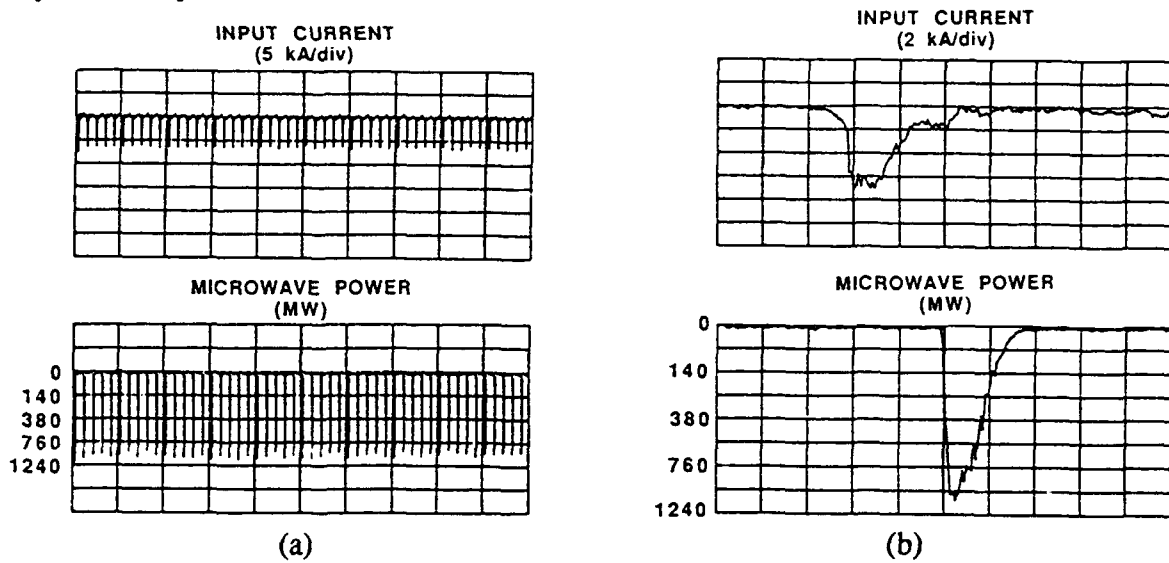 INPUT CURRENT
(5 kA/div)
MICROWAVE POWER
(MW)
0
140
380
760
1240
(a)
INPUT CURRENT
(2 kA/div)
MICROWAVE POWER
(MW)
0
140
380
760
1240
(b)